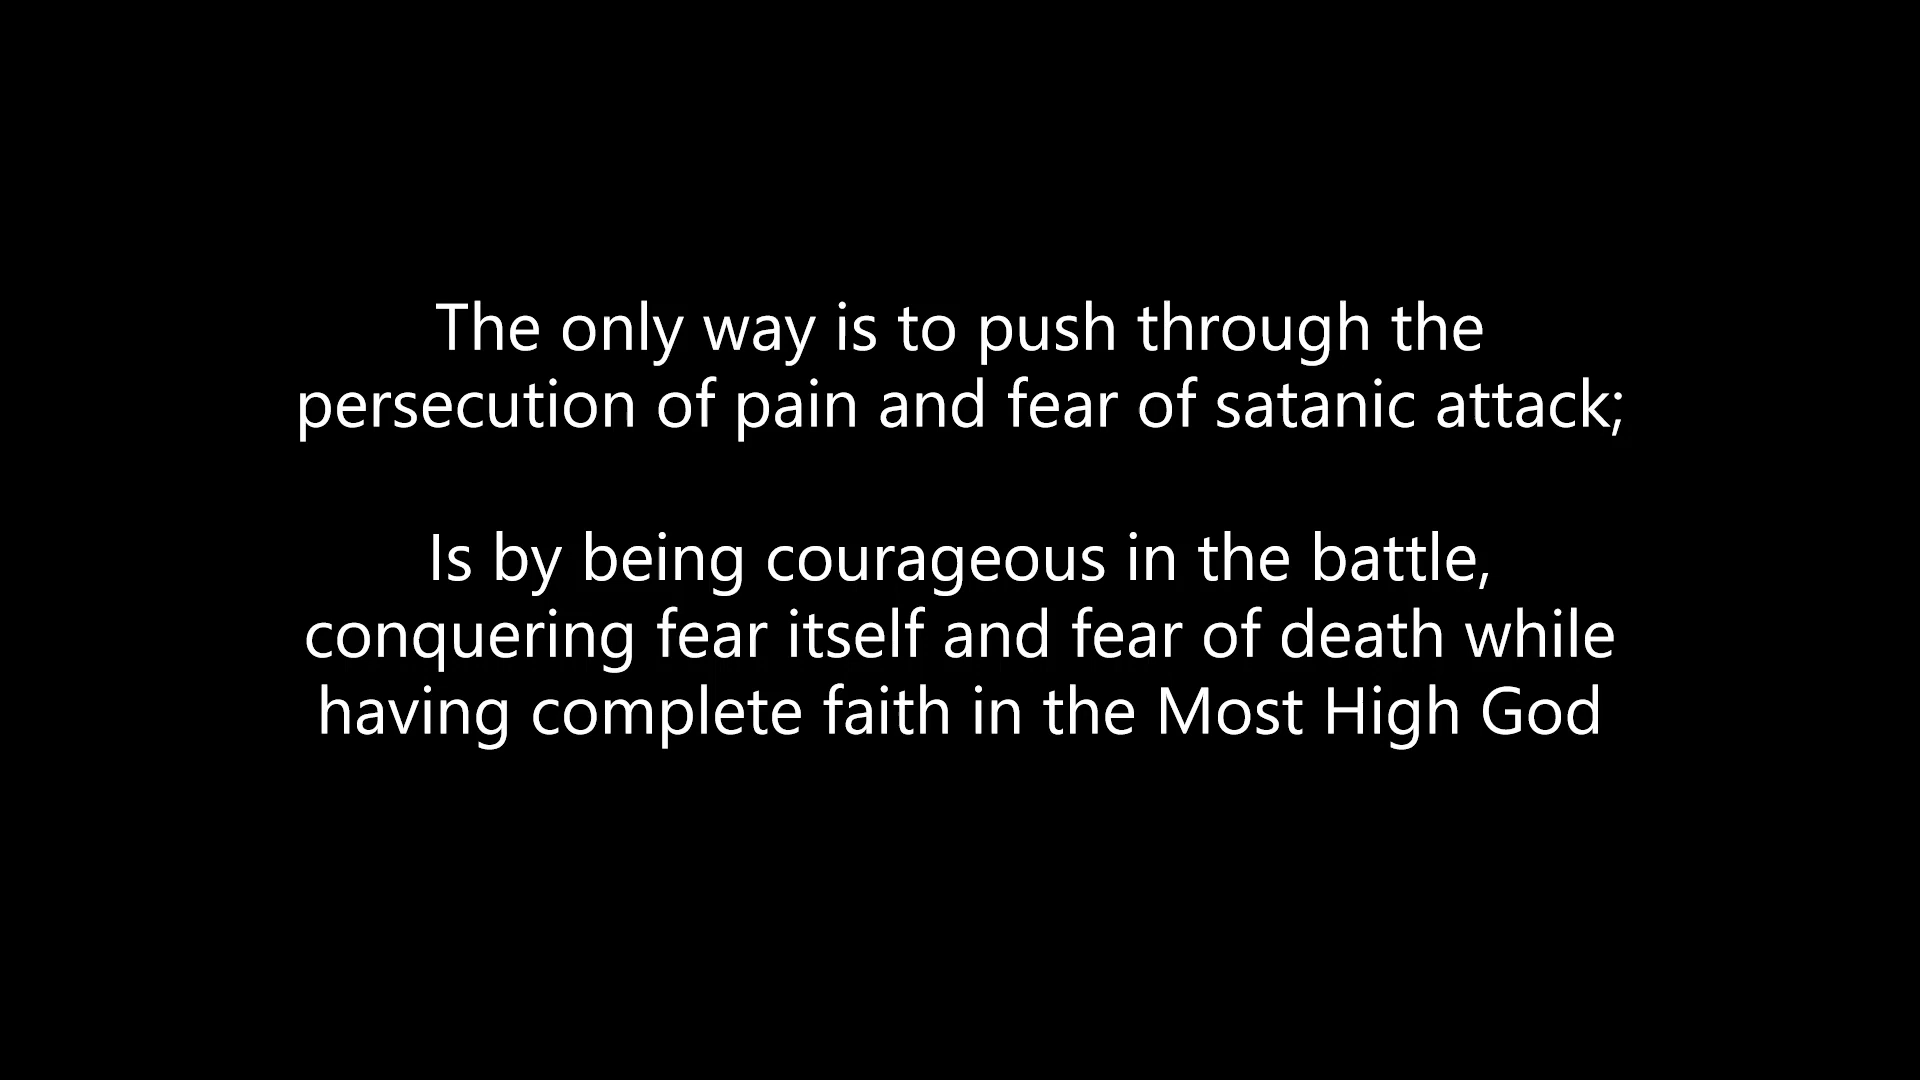 The only way is to push through the
persecution of pain and fear of satanic attack;
Is by being courageous in the battle,
conquering fear itself and fear of death while
having complete faith in the Most High God